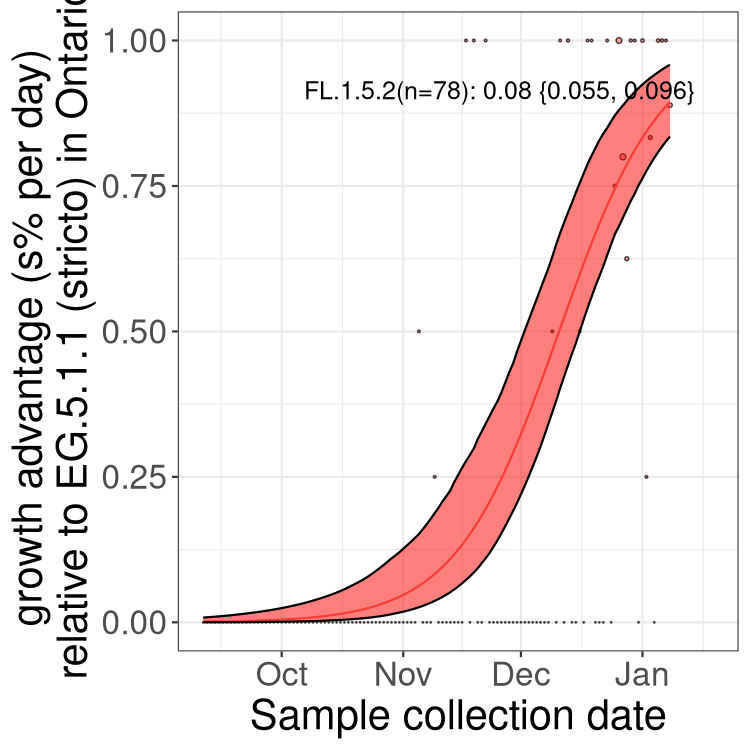 growth advantage (s% per day)
relative to EG.5.1.1 (stricto) in Ontario
1.00
0.75
0.50
0.25
0.00
FL.1.5.2(n=78): 0.08 {0.055, 0.096}
Oct Nov Dec Jan
Sample collection date